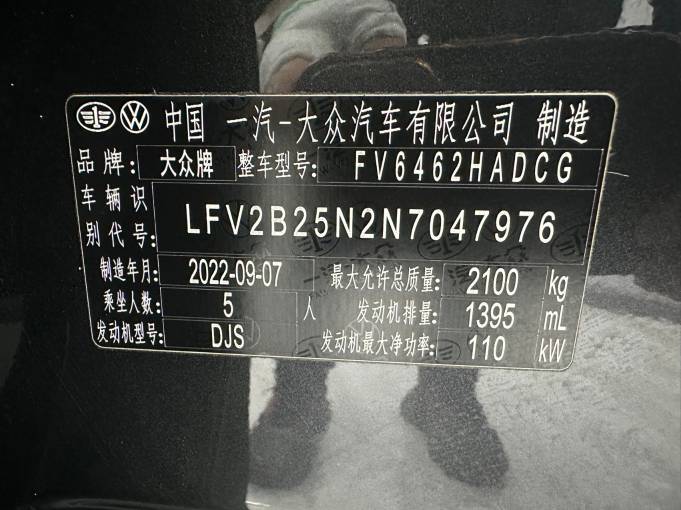 中国 一汽-大众汽车有限公司 制造
品牌: 大众牌 整车型号: FV6462HADCG
车辆识别代号: LFV2B25N2N7047976
制造年月: 2022-09-07 最大允许总质量: 2100 kg
乘坐人数: 5 人 发动机排量: 1395 mL
发动机型号: DJS 发动机最大净功率: 110 kW